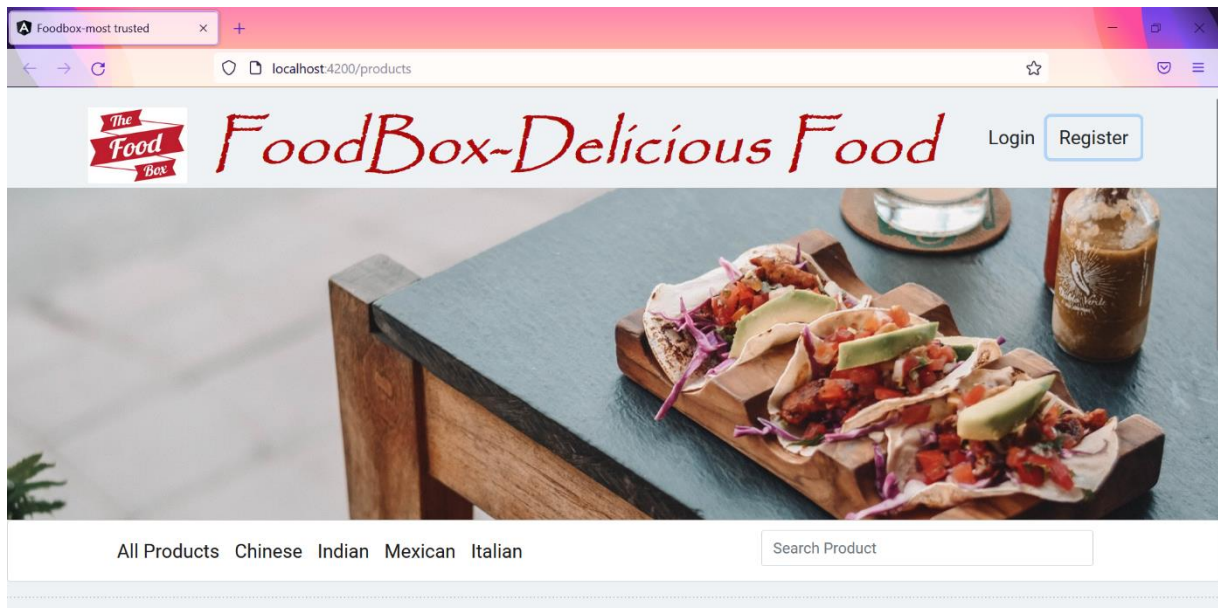 Foodbox-most trusted
localhost:4200/products
The
Food
Box
FoodBox-Delicious Food
Login Register
All Products Chinese Indian Mexican Italian
Search Product